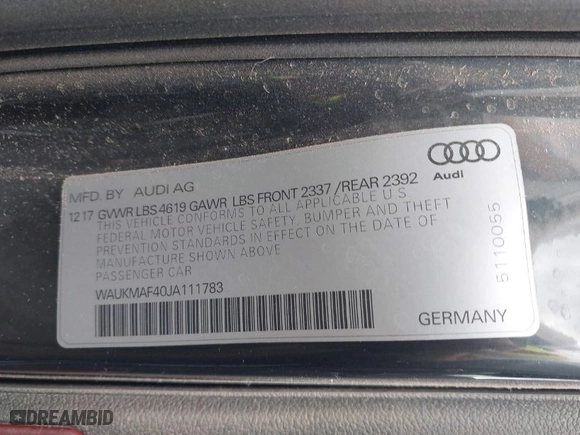 MFD. BY AUDI AG
Audi
12 17 GVWR LBS 4619 GAWR LBS FRONT 2337 / REAR 2392
THIS VEHICLE CONFORMS TO ALL APPLICABLE U S
FEDERAL MOTOR VEHICLE SAFETY, BUMPER AND THEFT
PREVENTION STANDARDS IN EFFECT ON THE DATE OF
MANUFACTURE SHOWN ABOVE
PASSENGER CAR
WAUKMAF40JA111783
5110055
GERMANY
DREAMBID